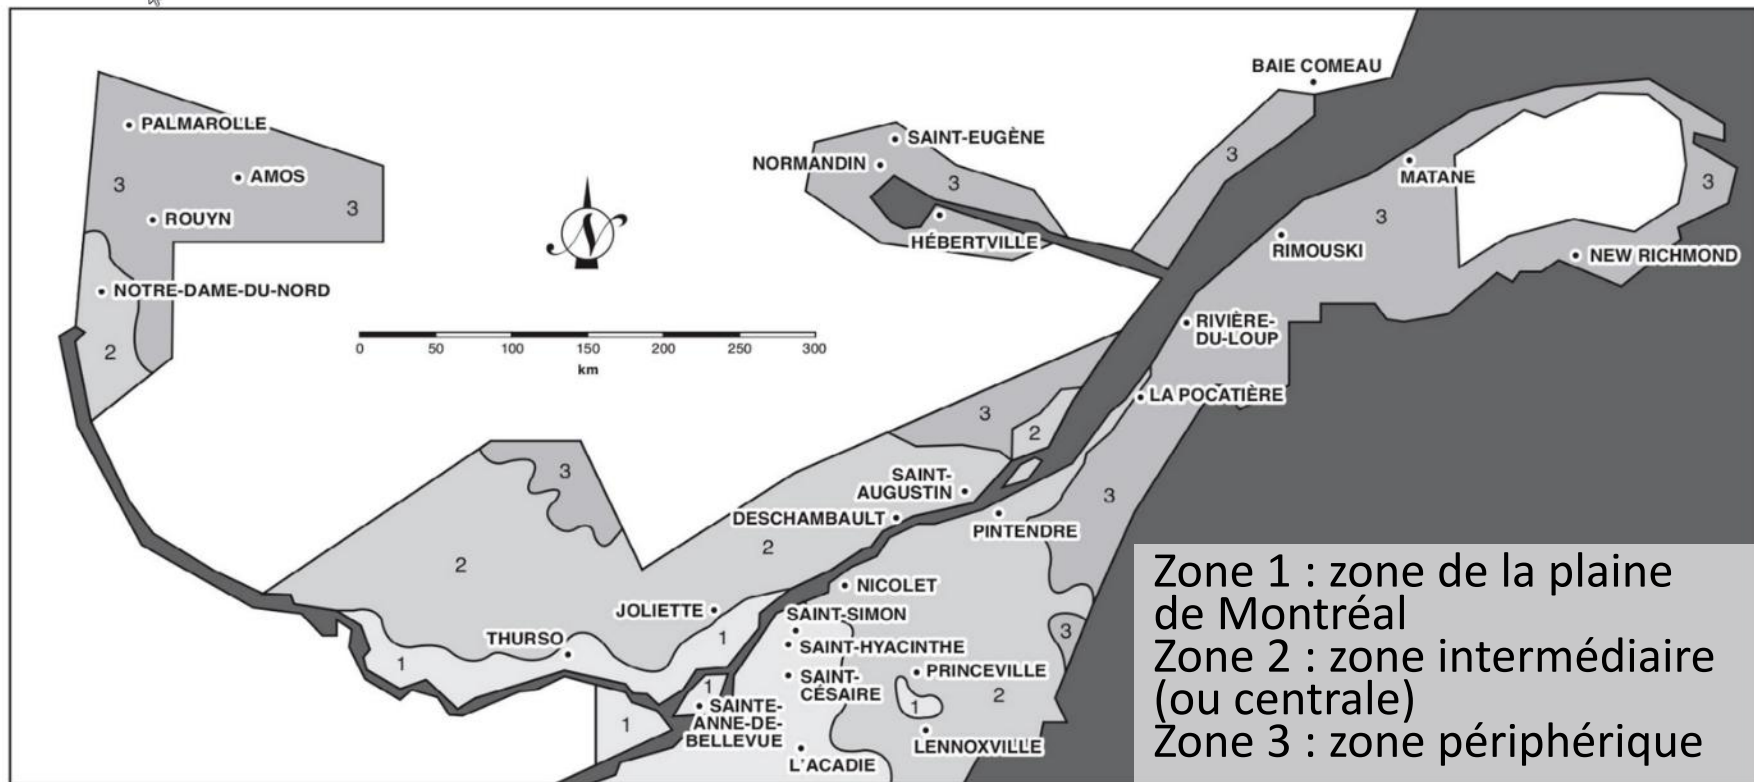 BAIE COMEAU
PALMAROLLE
SAINT-EUGÈNE
NORMANDIN
3
3
AMOS
MATANE
3
3
3
ROUYN
3
HÉBERTVILLE
RIMOUSKI
NEW RICHMOND
NOTRE-DAME-DU-NORD
RIVIÈRE-
DU-LOUP
0 50 100 150 200 250 300
km
2
LA POCATIÈRE
3
2
3
SAINT-
AUGUSTIN
3
DESCHAMBAULT
PINTENDRE
2
2
NICOLET
JOLIETTE
SAINT-SIMON
THURSO
1
3
SAINT-HYACINTHE
1
PRINCEVILLE
SAINT-
CÉSAIRE
1
2
1
SAINTE-
ANNE-DE-
BELLEVUE
1
LENNOXVILLE
L'ACADIE
Zone 1 : zone de la plaine
de Montréal
Zone 2 : zone intermédiaire
(ou centrale)
Zone 3 : zone périphérique